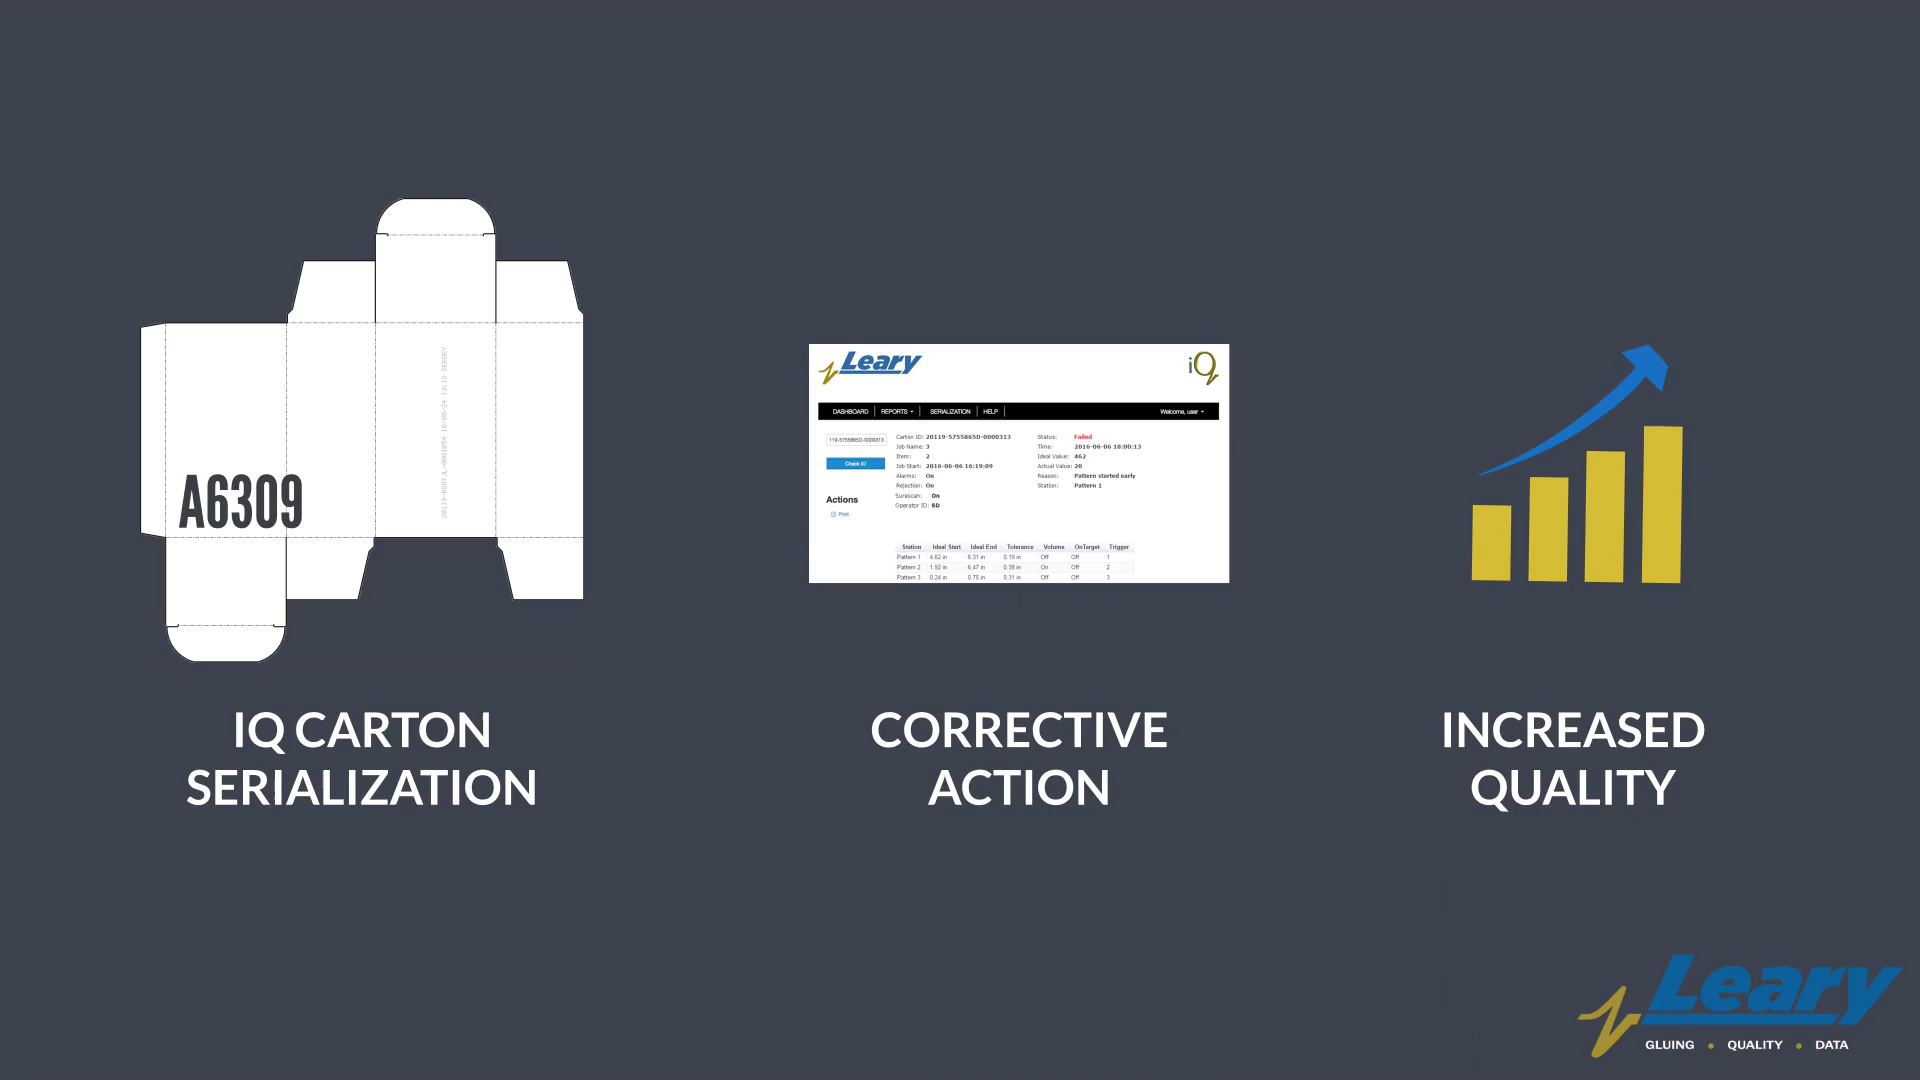 A6309
Leary
iQ
DASHBOARD
REPORTS
SERIALIZATION
HELP
Welcome, user
119-5755865D-0000313
Check ID
Actions
Print
Carton ID: 20119-5755865D-0000313
Job Name: 3
Item: 2
Job Start: 2016-06-06 16:19:09
Alarms: On
Rejection: On
Surescan: On
Operator ID: SD
Status: Failed
Time: 2016-06-06 18:00:13
Ideal Value: 462
Actual Value: 20
Reason: Pattern started early
Station: Pattern 1
Station Ideal Start Ideal End Tolerance Volume OnTarget Trigger
Pattern 1 4.62 in 6.31 in 0.19 in Off Off 1
Pattern 2 1.92 in 6.47 in 0.38 in On Off 2
Pattern 3 0.24 in 0.75 in 0.31 in Off Off 3
IQ CARTON
SERIALIZATION
CORRECTIVE
ACTION
INCREASED
QUALITY
Leary
GLUING • QUALITY • DATA